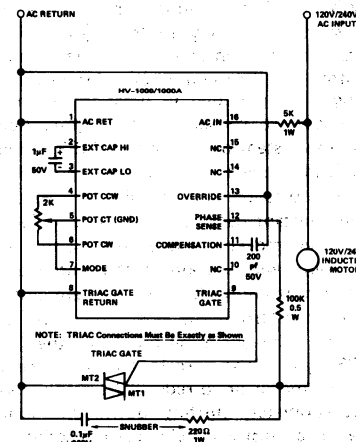 AC RETURN
120V/240V
AC INPUT
HV-1000/1000A
1 AC RET
AC IN 16
5K
1W
2 EXT CAP HI
NC 15
1µF
50V
3 EXT CAP LO
NC 14
4 POT CCW
OVERRIDE 13
2K
5 POT CT (GND)
PHASE
SENSE 12
6 POT CW
COMPENSATION 11
200
pf
50V
7 MODE
NC 10
8 TRIAC GATE
RETURN
TRIAC
GATE 9
120V/24
INDUCTI
MOTOR
100K
0.5
W
NOTE: TRIAC Connections Must Be Exactly as Shown
TRIAC GATE
MT2
MT1
SNUBBER
0.1µF
220Ω
1W